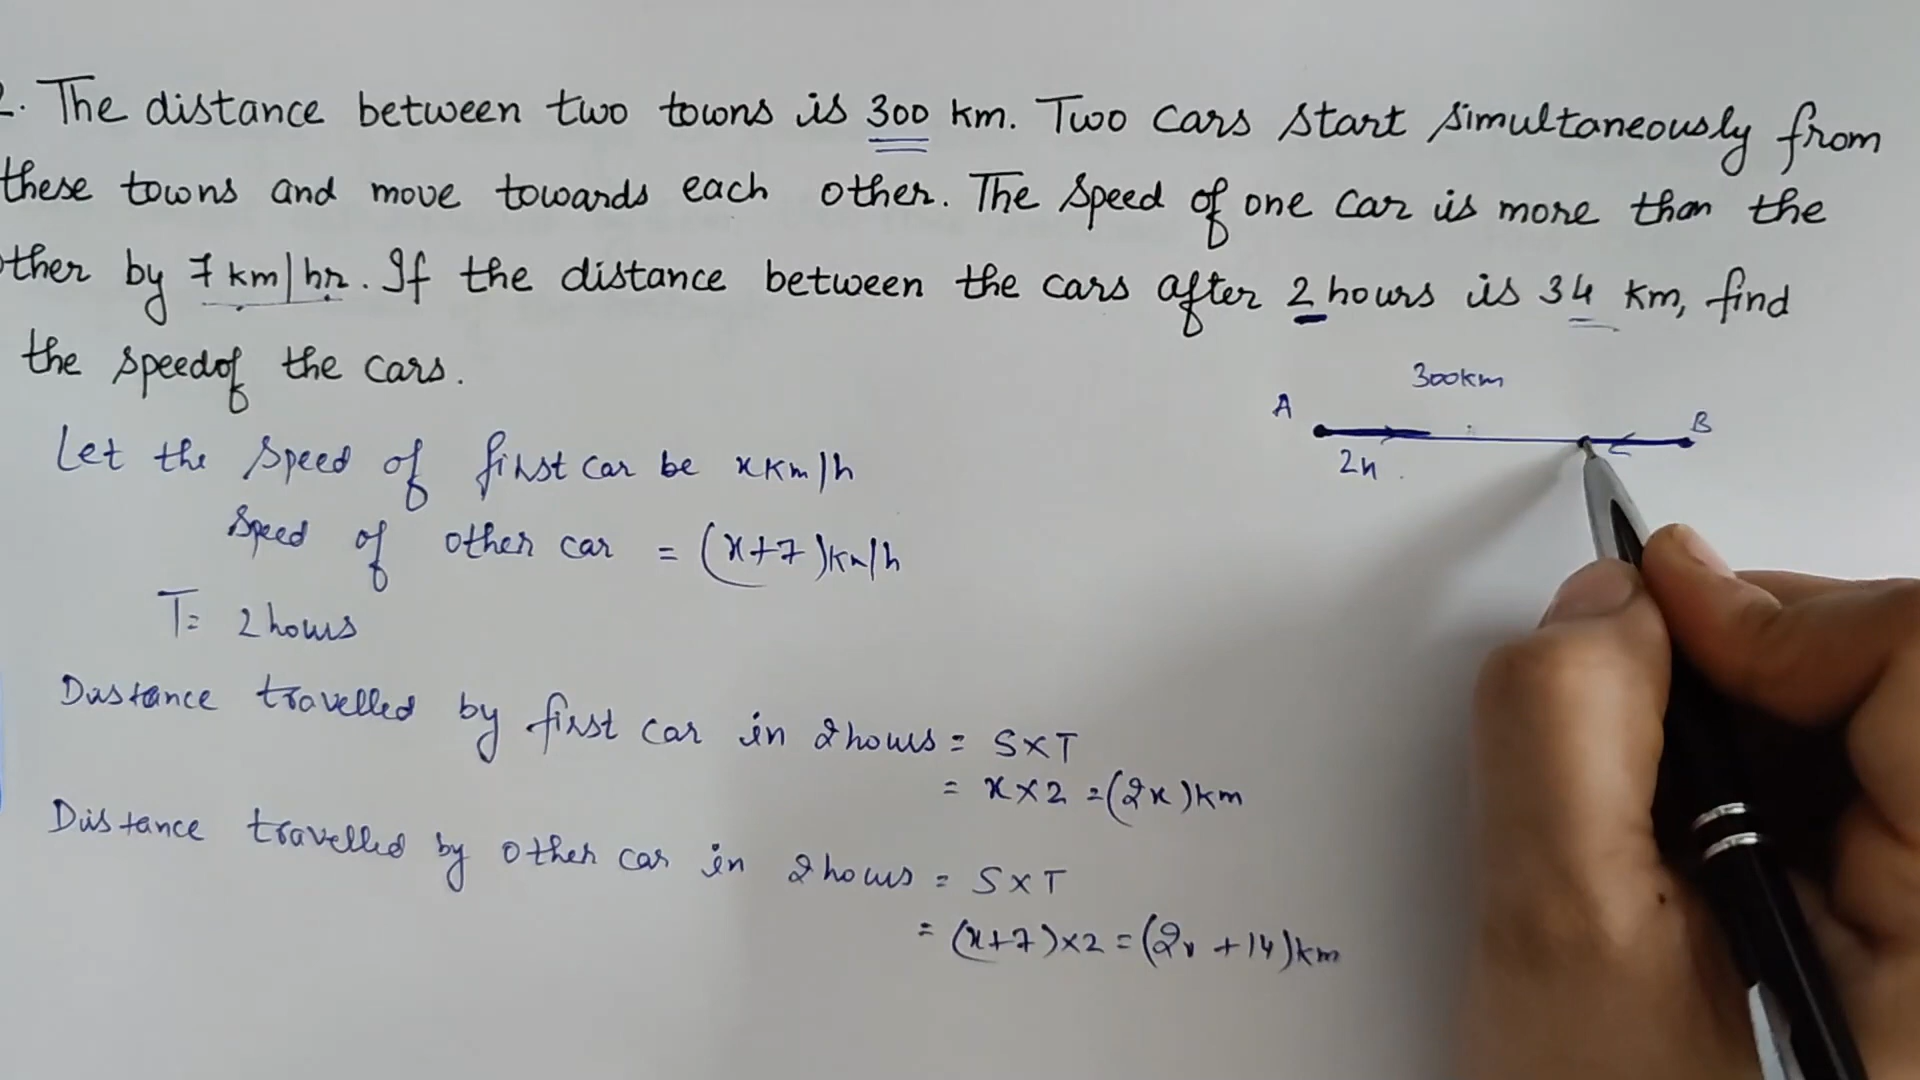 2. The distance between two towns is 300 km. Two cars start simultaneously from
these towns and move towards each other. The speed of one car is more than the
other by 7 km/hr. If the distance between the cars after 2 hours is 34 km, find
the speed of the cars.
300km
A
B
2x
Let the speed of first car be x km/h
Speed of other car = (x+7)km/h
T= 2 hours
Distance travelled by first car in 2 hours = S×T
= x×2 =(2x)km
Distance travelled by other car in 2 hours = S×T
= (x+7)×2=(2x+14)km